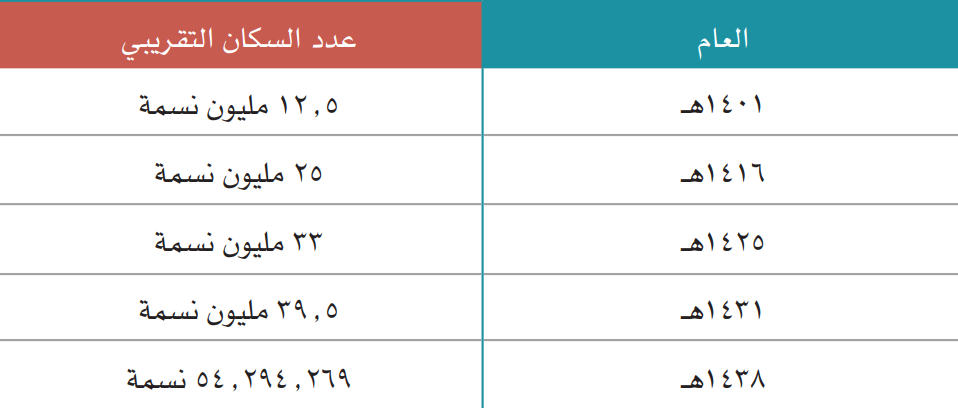 العام عدد السكان التقريبي
١٤٠١هـ ١٢,٥ مليون نسمة
١٤١٦هـ ٢٥ مليون نسمة
١٤٢٥هـ ٣٣ مليون نسمة
١٤٣١هـ ٣٩,٥ مليون نسمة
١٤٣٨هـ ٥٤,٢٩٤,٢٦٩ نسمة